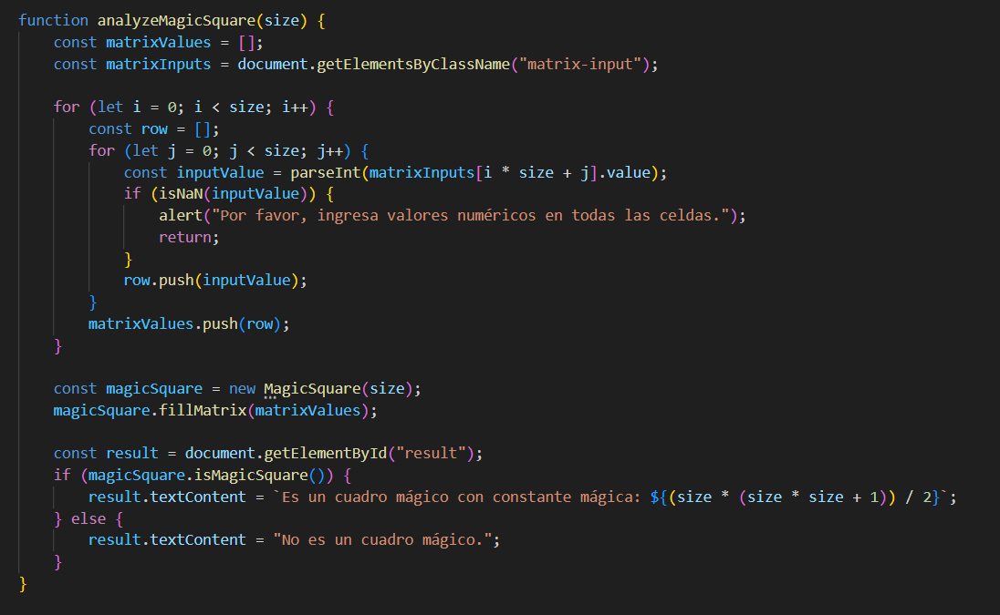 function analyzeMagicSquare(size) {
    const matrixValues = [];
    const matrixInputs = document.getElementsByClassName("matrix-input");

    for (let i = 0; i < size; i++) {
        const row = [];
        for (let j = 0; j < size; j++) {
            const inputValue = parseInt(matrixInputs[i * size + j].value);
            if (isNaN(inputValue)) {
                alert("Por favor, ingresa valores numéricos en todas las celdas.");
                return;
            }
            row.push(inputValue);
        }
        matrixValues.push(row);
    }

    const magicSquare = new MagicSquare(size);
    magicSquare.fillMatrix(matrixValues);

    const result = document.getElementById("result");
    if (magicSquare.isMagicSquare()) {
        result.textContent = `Es un cuadro mágico con constante mágica: ${(size * (size * size + 1)) / 2}`;
    } else {
        result.textContent = "No es un cuadro mágico.";
    }
}